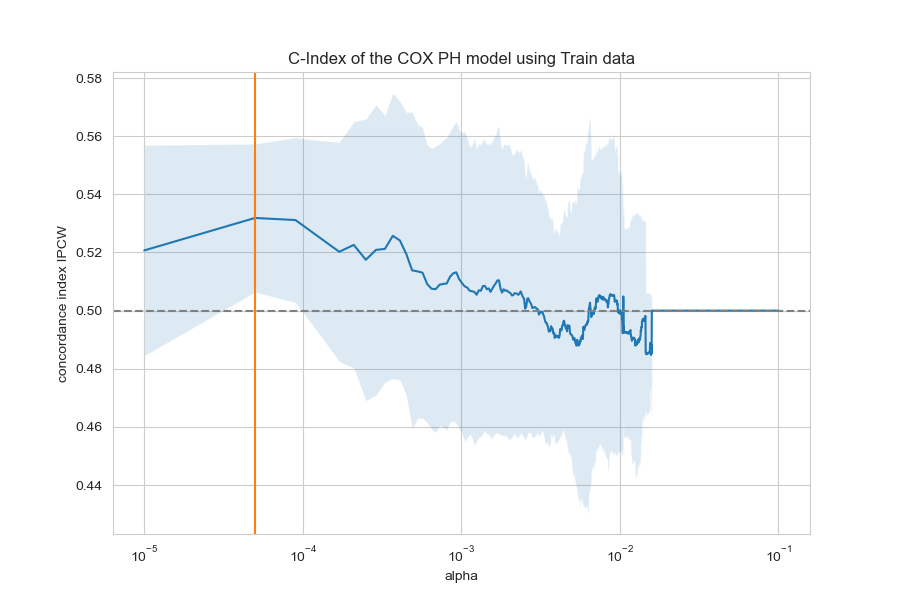 C-Index of the COX PH model using Train data
concordance index IPCW
0.58
0.56
0.54
0.52
0.50
0.48
0.46
0.44
10⁻⁵ 10⁻⁴ 10⁻³ 10⁻² 10⁻¹
alpha